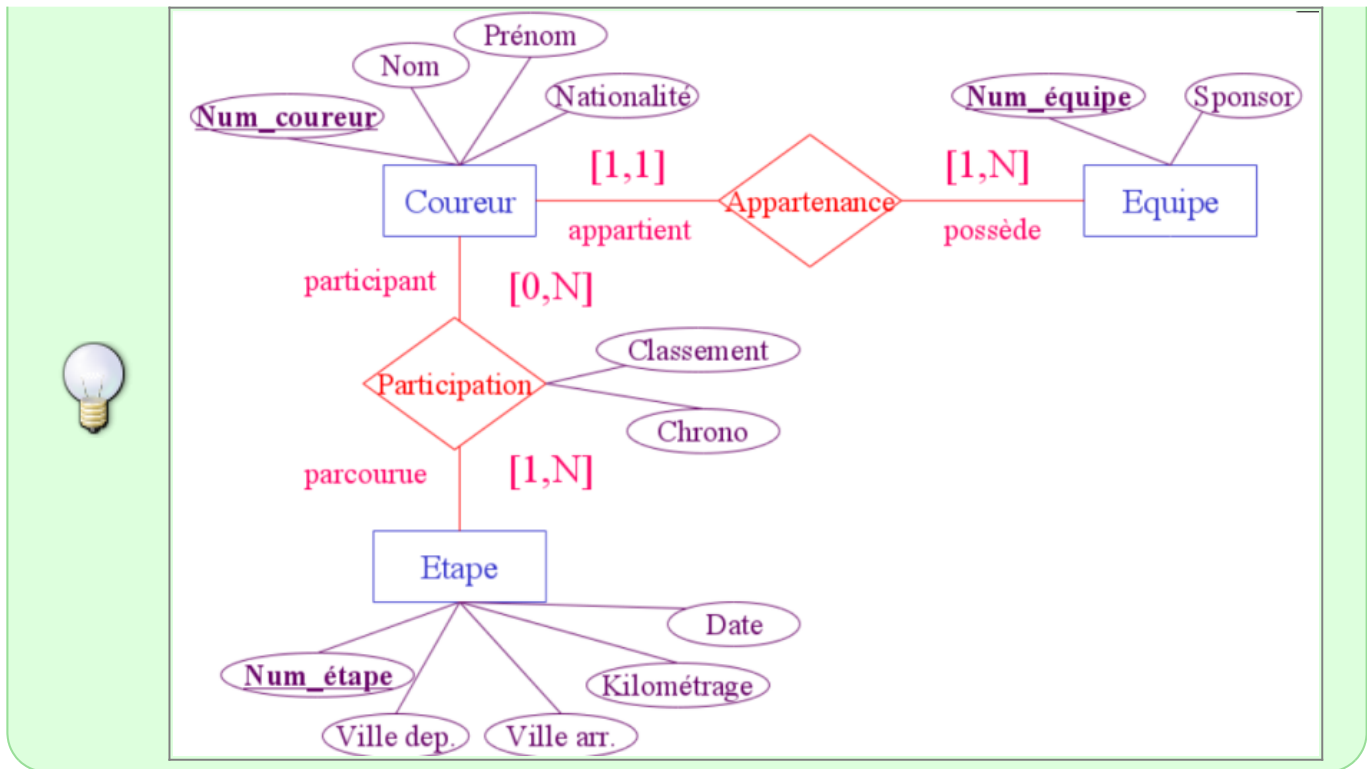 Prénom
Nom
Nationalité
Num_coureur
Num_équipe
Sponsor
[1,1]
[1,N]
Coureur
Appartenance
Equipe
appartient
possède
participant
[0,N]
Classement
Participation
Chrono
parcourue
[1,N]
Etape
Date
Num_étape
Kilométrage
Ville dep.
Ville arr.